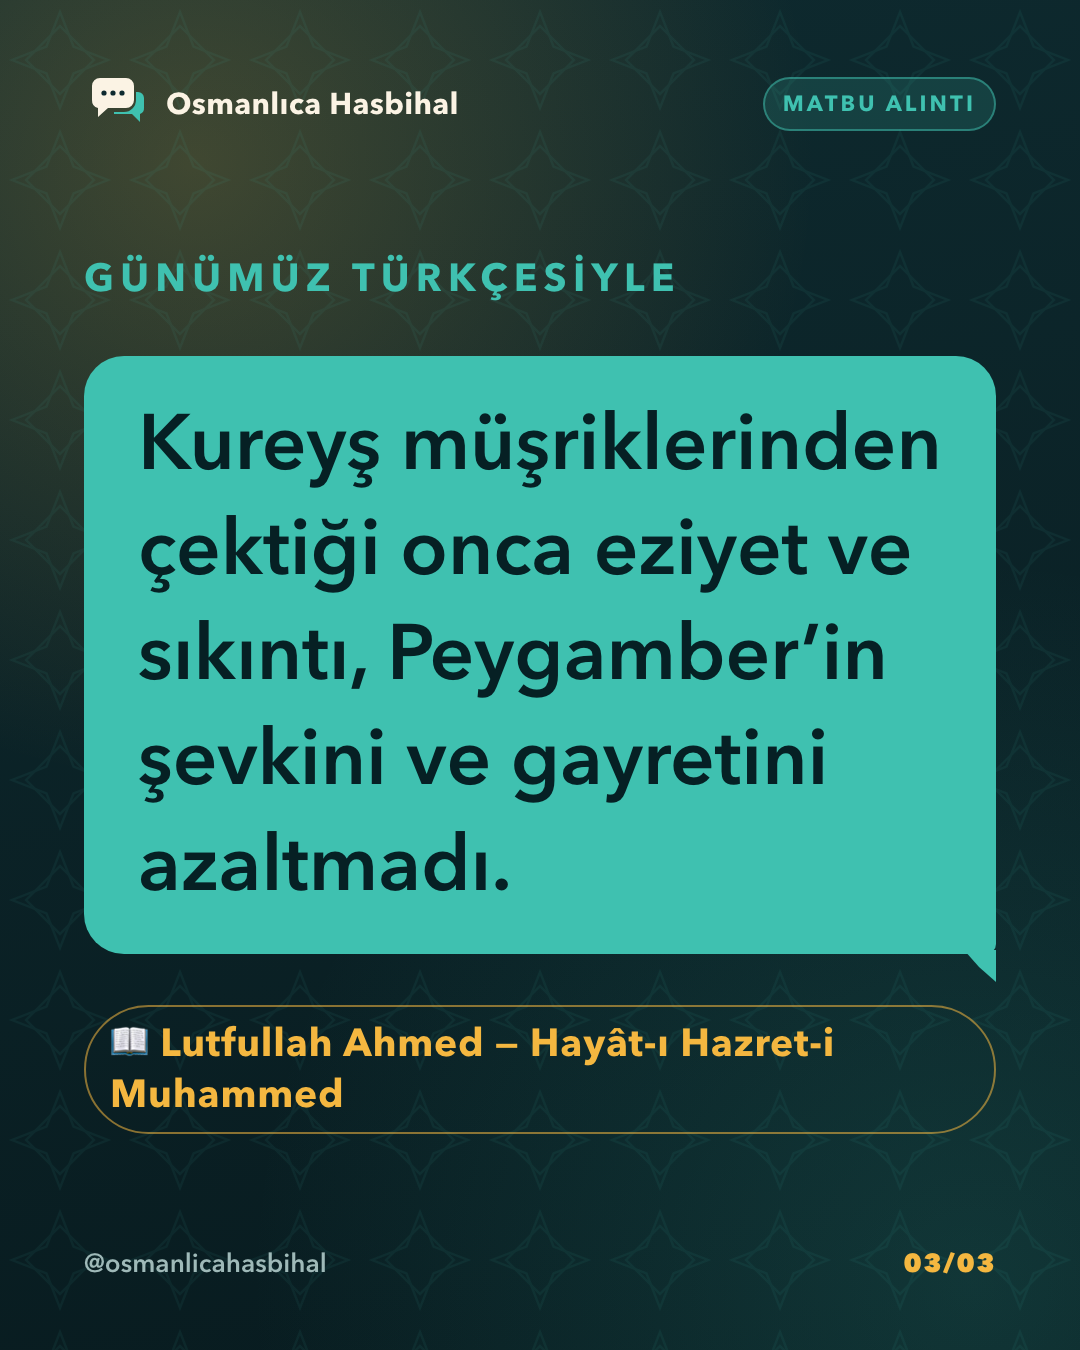 Osmanlıca Hasbihal
MATBU ALINTI
GÜNÜMÜZ TÜRKÇESİYLE
Kureyş müşriklerinden
çektiği onca eziyet ve
sıkıntı, Peygamber’in
şevkini ve gayretini
azaltmadı.
📖 Lutfullah Ahmed – Hayât-ı Hazret-i
Muhammed
@osmanlicahasbihal
03/03